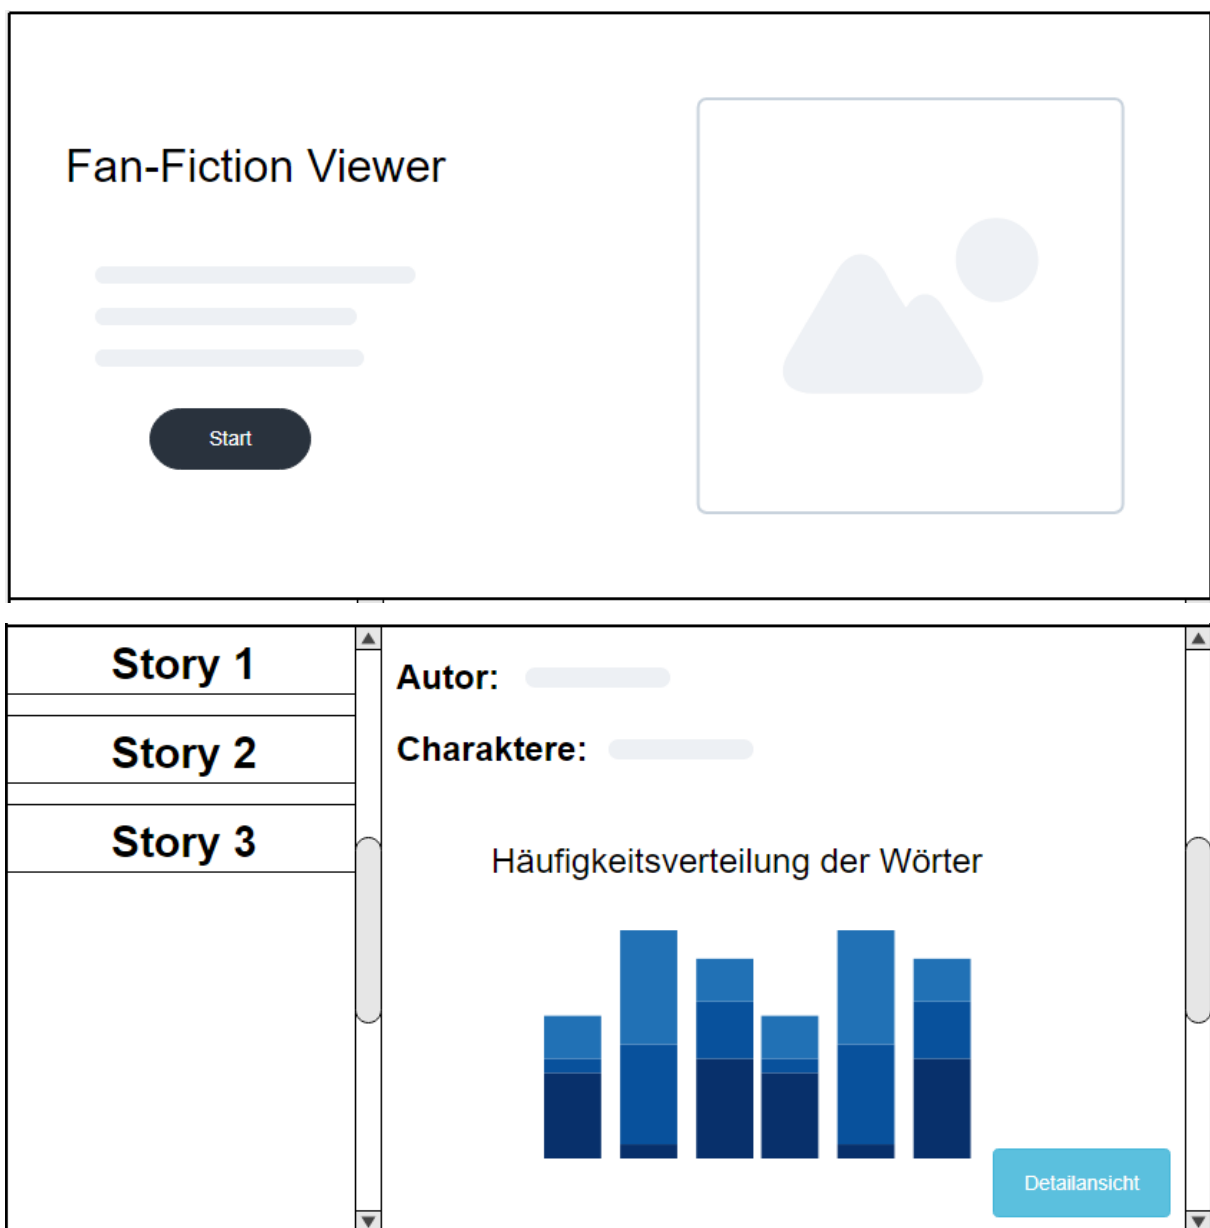 Fan-Fiction Viewer
Start
Story 1
Story 2
Story 3
Autor:
Charaktere:
Häufigkeitsverteilung der Wörter
Detailansicht